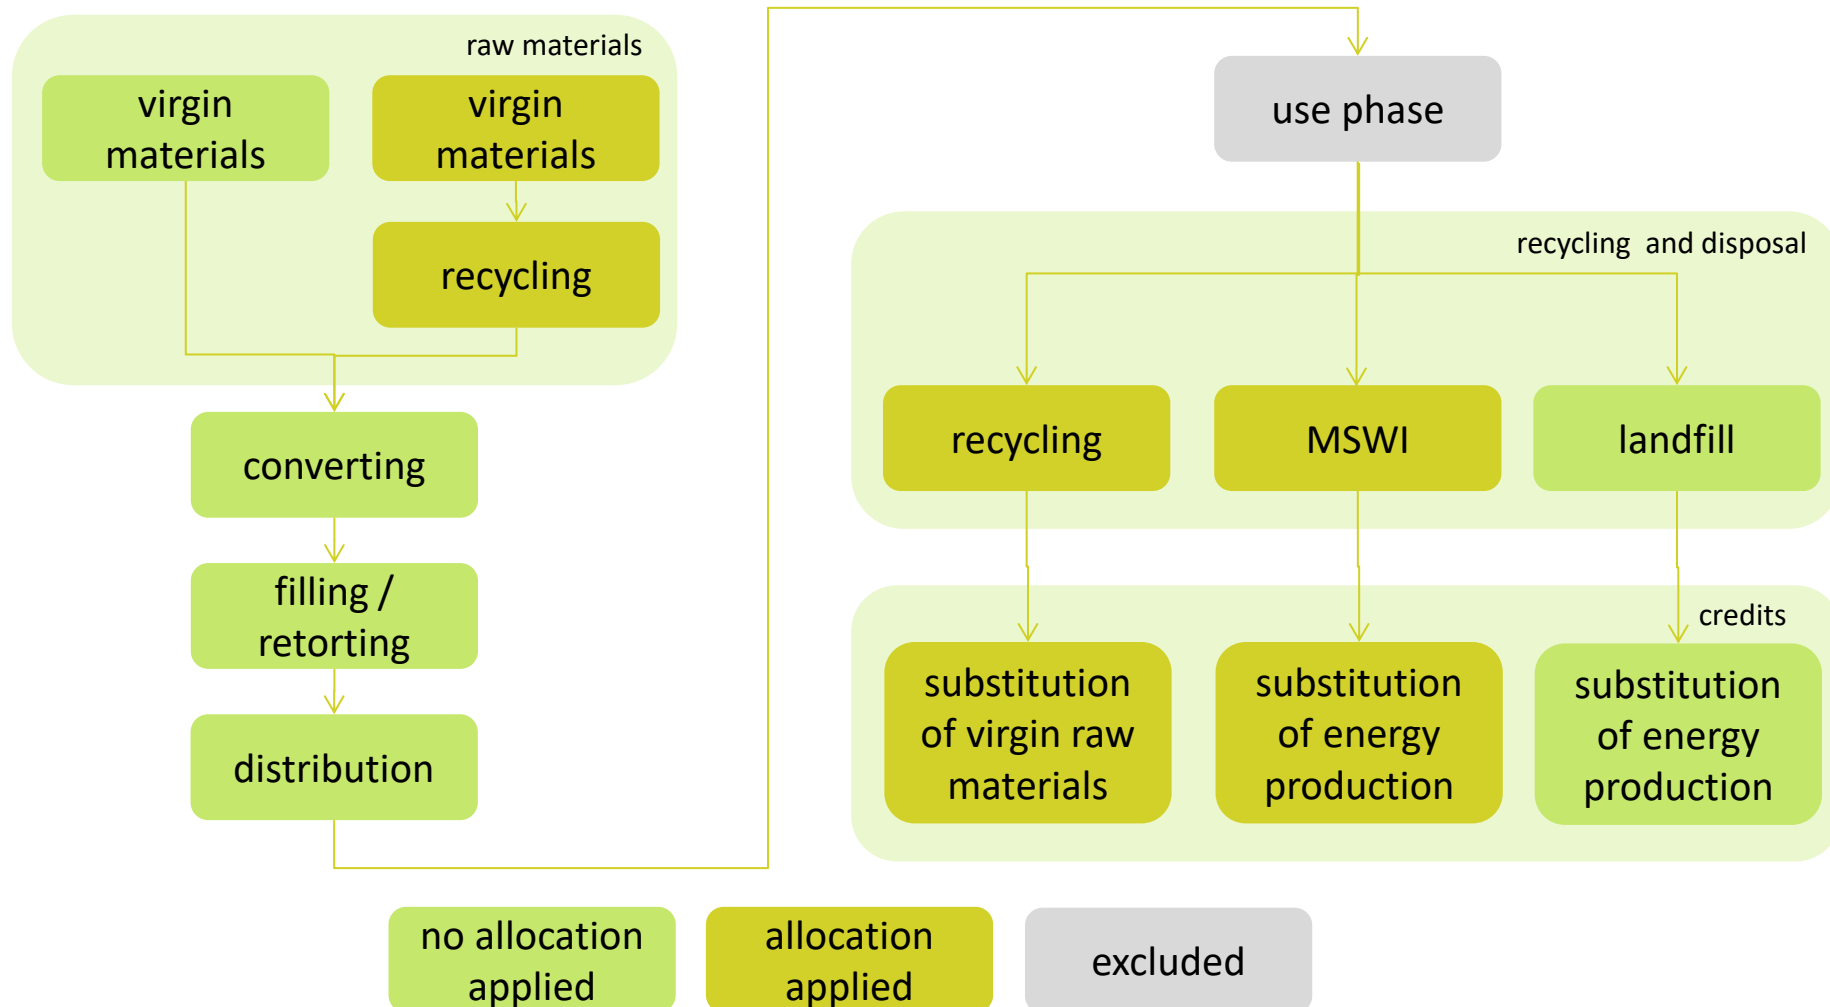 raw materials
virgin
materials
virgin
materials
recycling
converting
filling /
retorting
distribution
use phase
recycling  and disposal
recycling
MSWI
landfill
credits
substitution
of virgin raw
materials
substitution
of energy
production
substitution
of energy
production
no allocation
applied
allocation
applied
excluded